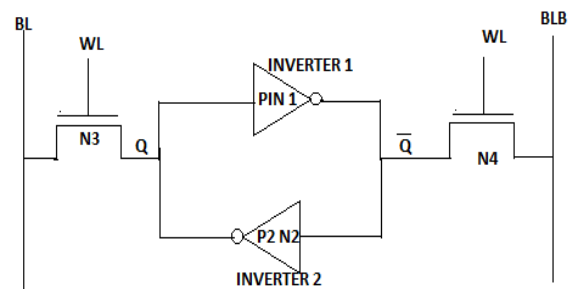 BL
BLB
WL
WL
INVERTER 1
PIN 1
N3
Q
Q̅
N4
P2 N2
INVERTER 2